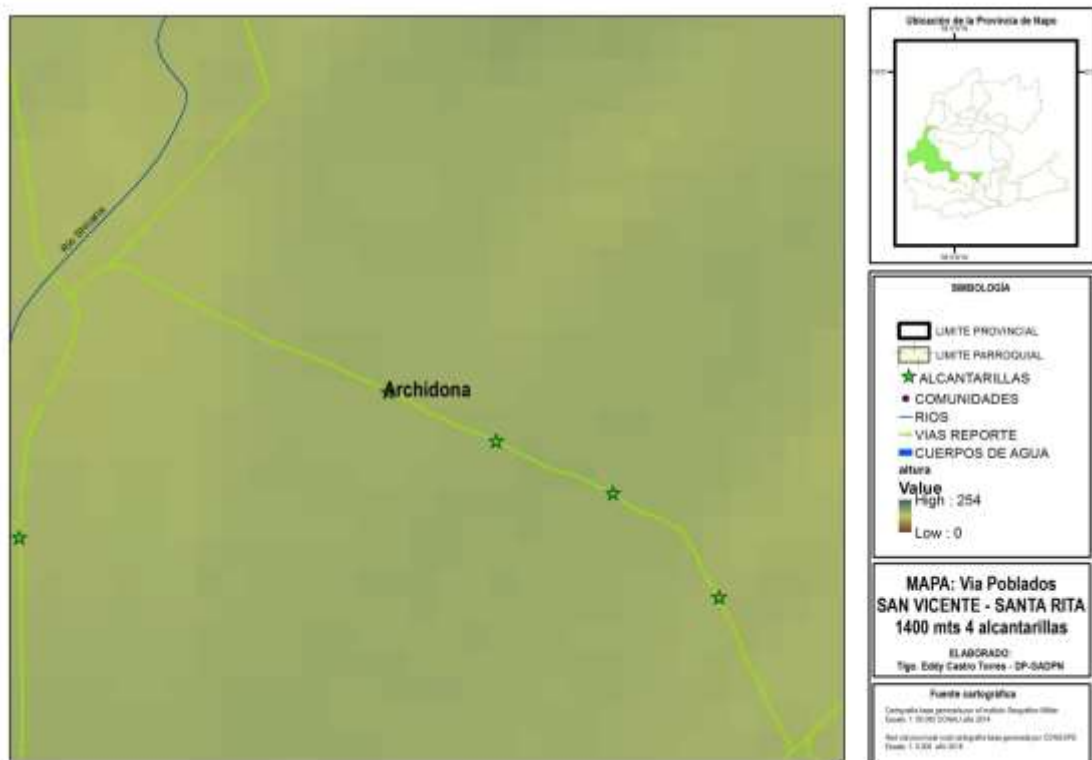 Archidona
Ubicación de la Provincia de Napo
SIMBOLOGÍA
LIMITE PROVINCIAL
LIMITE PARROQUIAL
ALCANTARILLAS
COMUNIDADES
RIOS
VIAS REPORTE
CUERPOS DE AGUA
altura
Value
High : 254
Low : 0
MAPA: Via Poblados
SAN VICENTE - SANTA RITA
1400 mts 4 alcantarillas
ELABORADO:
Tlgo. Eddy Castro Torres - DP-GADPN
Fuente cartográfica